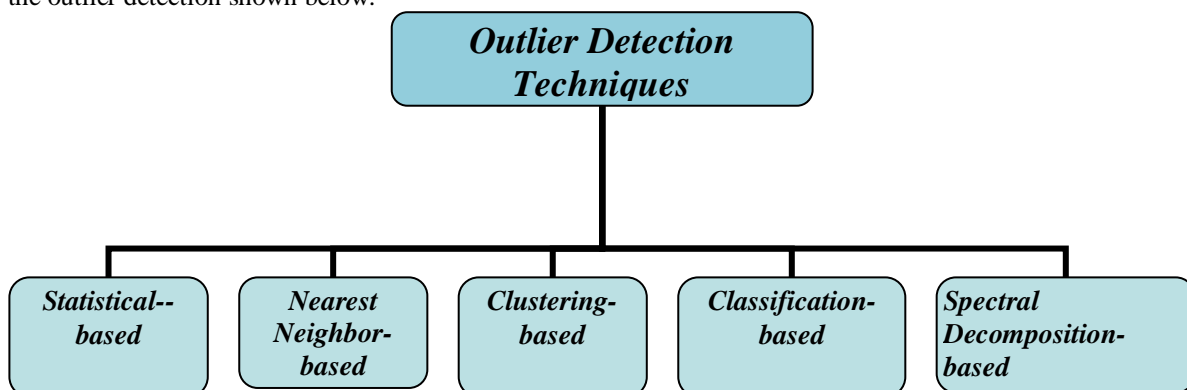 the outlier detection shown below.
Outlier Detection
Techniques
Statistical--
based
Nearest
Neighbor-
based
Clustering-
based
Classification-
based
Spectral
Decomposition-
based